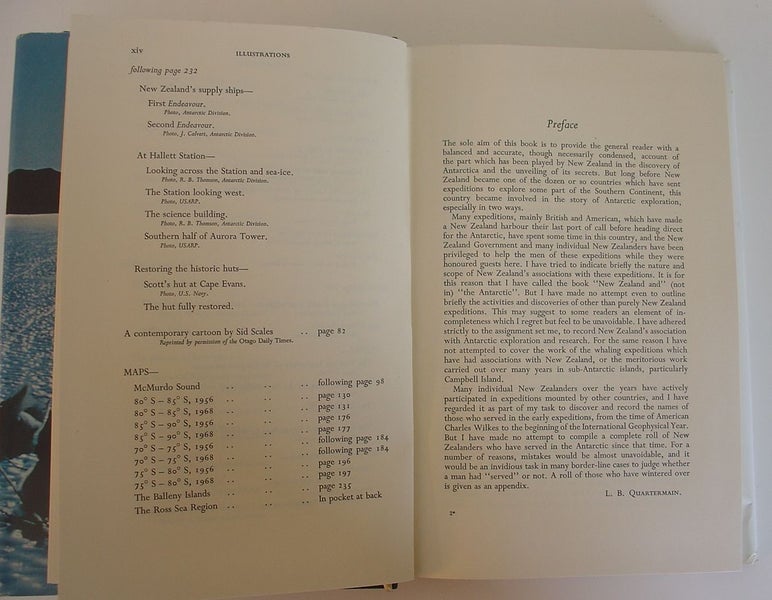 xiv
ILLUSTRATIONS
following page 232
New Zealand's supply ships—
First Endeavour.
Photo, Antarctic Division.
Second Endeavour.
Photo, J. Calvert, Antarctic Division.
At Hallett Station—
Looking across the Station and sea-ice.
Photo, R. B. Thomson, Antarctic Division.
The Station looking west.
Photo, USARP.
The science building.
Photo, R. B. Thomson, Antarctic Division.
Southern half of Aurora Tower.
Photo, USARP.
Restoring the historic huts—
Scott's hut at Cape Evans.
Photo, U.S. Navy.
The hut fully restored.
A contemporary cartoon by Sid Scales .. page 82
Reprinted by permission of the Otago Daily Times.
MAPS—
McMurdo Sound .. .. .. following page 98
80° S – 85° S, 1956 .. .. .. page 130
80° S – 85° S, 1968 .. .. .. page 131
85° S – 90° S, 1956 .. .. .. page 176
85° S – 90° S, 1968 .. .. .. page 177
70° S – 75° S, 1956 .. .. .. following page 184
70° S – 75° S, 1968 .. .. .. following page 184
75° S – 80° S, 1956 .. .. .. page 196
75° S – 80° S, 1968 .. .. .. page 197
The Balleny Islands .. .. .. page 235
The Ross Sea Region .. .. .. In pocket at back
Preface
The sole aim of this book is to provide the general reader with a
balanced and accurate, though necessarily condensed, account of
the part which has been played by New Zealand in the discovery of
Antarctica and the unveiling of its secrets. But long before New
Zealand became one of the dozen or so countries which have sent
expeditions to explore some part of the Southern Continent, this
country became involved in the story of Antarctic exploration,
especially in two ways.
Many expeditions, mainly British and American, which have made
a New Zealand harbour their last port of call before heading direct
for the Antarctic, have spent some time in this country, and the New
Zealand Government and many individual New Zealanders have been
privileged to help the men of these expeditions while they were
honoured guests here. I have tried to indicate briefly the nature and
scope of New Zealand's associations with these expeditions. It is for
this reason that I have called the book "New Zealand and" (not
in) "the Antarctic". But I have made no attempt even to outline
briefly the activities and discoveries of other than purely New Zealand
expeditions. This may suggest to some readers an element of in-
completeness which I regret but feel to be unavoidable. I have adhered
strictly to the assignment set me, to record New Zealand's association
with Antarctic exploration and research. For the same reason I have
not attempted to cover the work of the whaling expeditions which
have had associations with New Zealand, or the meritorious work
carried out over many years in sub-Antarctic islands, particularly
Campbell Island.
Many individual New Zealanders over the years have actively
participated in expeditions mounted by other countries, and I have
regarded it as part of my task to discover and record the names of
those who served in the early expeditions, from the time of American
Charles Wilkes to the beginning of the International Geophysical Year.
But I have made no attempt to compile a complete roll of New
Zealanders who have served in the Antarctic since that time. For a
number of reasons, mistakes would be almost unavoidable, and it
would be an invidious task in many border-line cases to judge whether
a man had "served" or not. A roll of those who have wintered over
is given as an appendix.
L. B. QUARTERMAIN.
2*